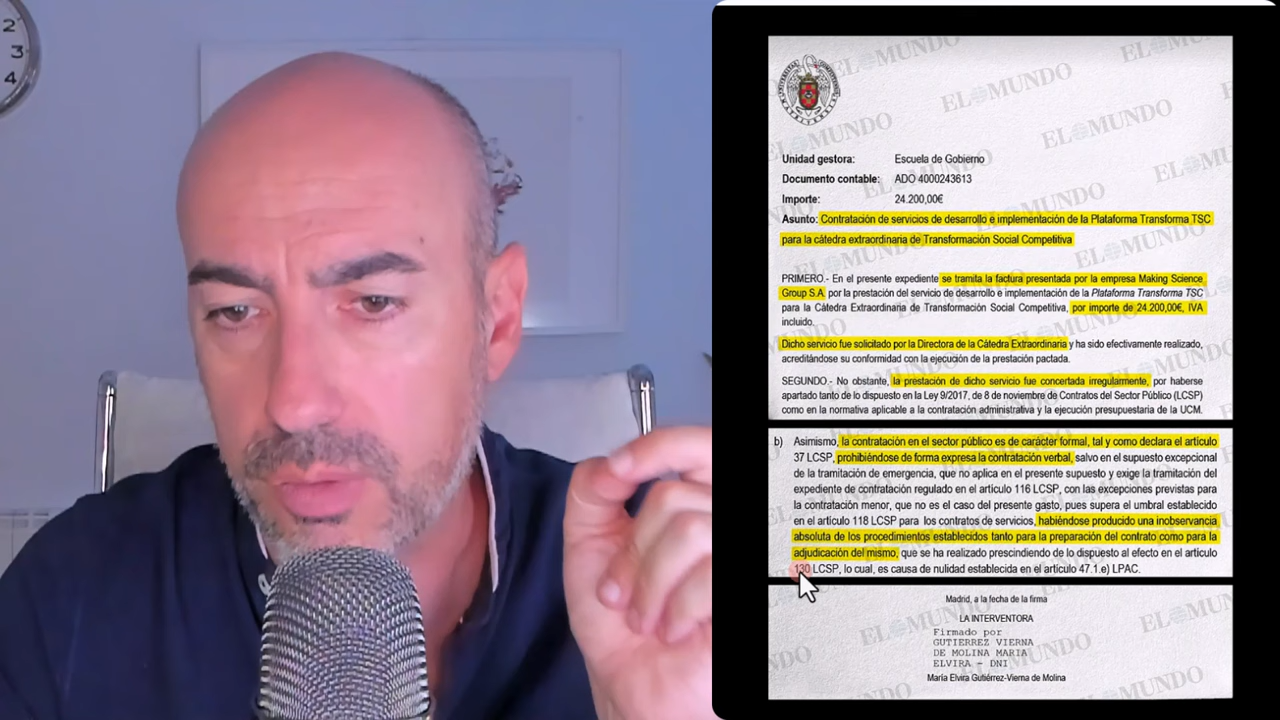 2
3
4
EL MUNDO
Unidad gestora: Escuela de Gobierno
Documento contable: ADO 4000243613
Importe: 24.200,00€
Asunto: Contratación de servicios de desarrollo e implementación de la Plataforma Transforma TSC
para la cátedra extraordinaria de Transformación Social Competitiva
PRIMERO.- En el presente expediente se tramita la factura presentada por la empresa Making Science
Group S.A. por la prestación del servicio de desarrollo e implementación de la Plataforma Transforma TSC
para la Cátedra Extraordinaria de Transformación Social Competitiva, por importe de 24.200,00€, IVA
incluido.
Dicho servicio fue solicitado por la Directora de la Cátedra Extraordinaria y ha sido efectivamente realizado,
acreditándose su conformidad con la ejecución de la prestación pactada.
SEGUNDO.- No obstante, la prestación de dicho servicio fue concertada irregularmente, por haberse
apartado tanto de lo dispuesto en la Ley 9/2017, de 8 de noviembre de Contratos del Sector Público (LCSP)
como en la normativa aplicable a la contratación administrativa y la ejecución presupuestaria de la UCM.
b) Asimismo, la contratación en el sector público es de carácter formal, tal y como declara el artículo
37 LCSP, prohibiéndose de forma expresa la contratación verbal, salvo en el supuesto excepcional
de la tramitación de emergencia, que no aplica en el presente supuesto y exige la tramitación del
expediente de contratación regulado en el artículo 116 LCSP, con las excepciones previstas para
la contratación menor, que no es el caso del presente gasto, pues supera el umbral establecido
en el artículo 118 LCSP para los contratos de servicios, habiéndose producido una inobservancia
absoluta de los procedimientos establecidos tanto para la preparación del contrato como para la
adjudicación del mismo, que se ha realizado prescindiendo de lo dispuesto al efecto en el artículo
130 LCSP, lo cual, es causa de nulidad establecida en el artículo 47.1.e) LPAC.
Madrid, a la fecha de la firma
LA INTERVENTORA
Firmado por
GUTIERREZ VIERNA
DE MOLINA MARIA
ELVIRA - DNI
María Elvira Gutiérrez-Vierna de Molina